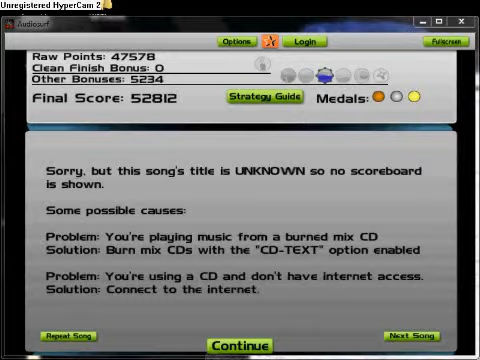 Unregistered HyperCam 2
Audiosurf
Options
Login
Fullscreen
Raw Points: 47578
Clean Finish Bonus: 0
Other Bonuses: 5234
Final Score: 52812
Strategy Guide
Medals:
Sorry, but this song's title is UNKNOWN so no scoreboard
is shown.
Some possible causes:
Problem: You're playing music from a burned mix CD
Solution: Burn mix CDs with the "CD-TEXT" option enabled
Problem: You're using a CD and don't have internet access.
Solution: Connect to the internet.
Repeat Song
Continue
Next Song